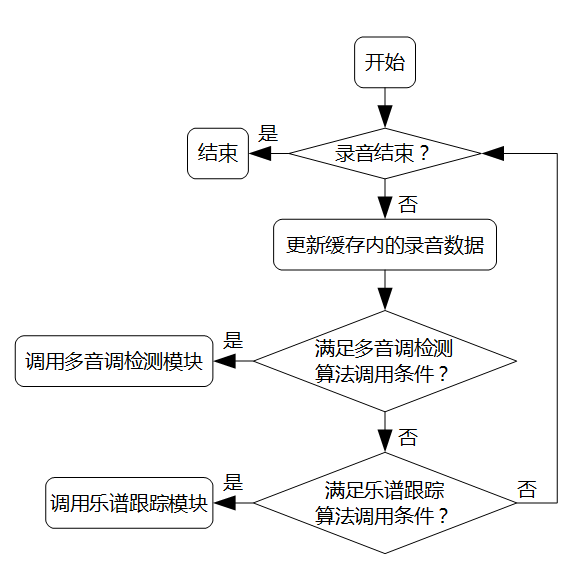 开始
是
结束
录音结束？
否
更新缓存内的录音数据
是
调用多音调检测模块
满足多音调检测
算法调用条件？
否
是
调用乐谱跟踪模块
满足乐谱跟踪
算法调用条件？
否